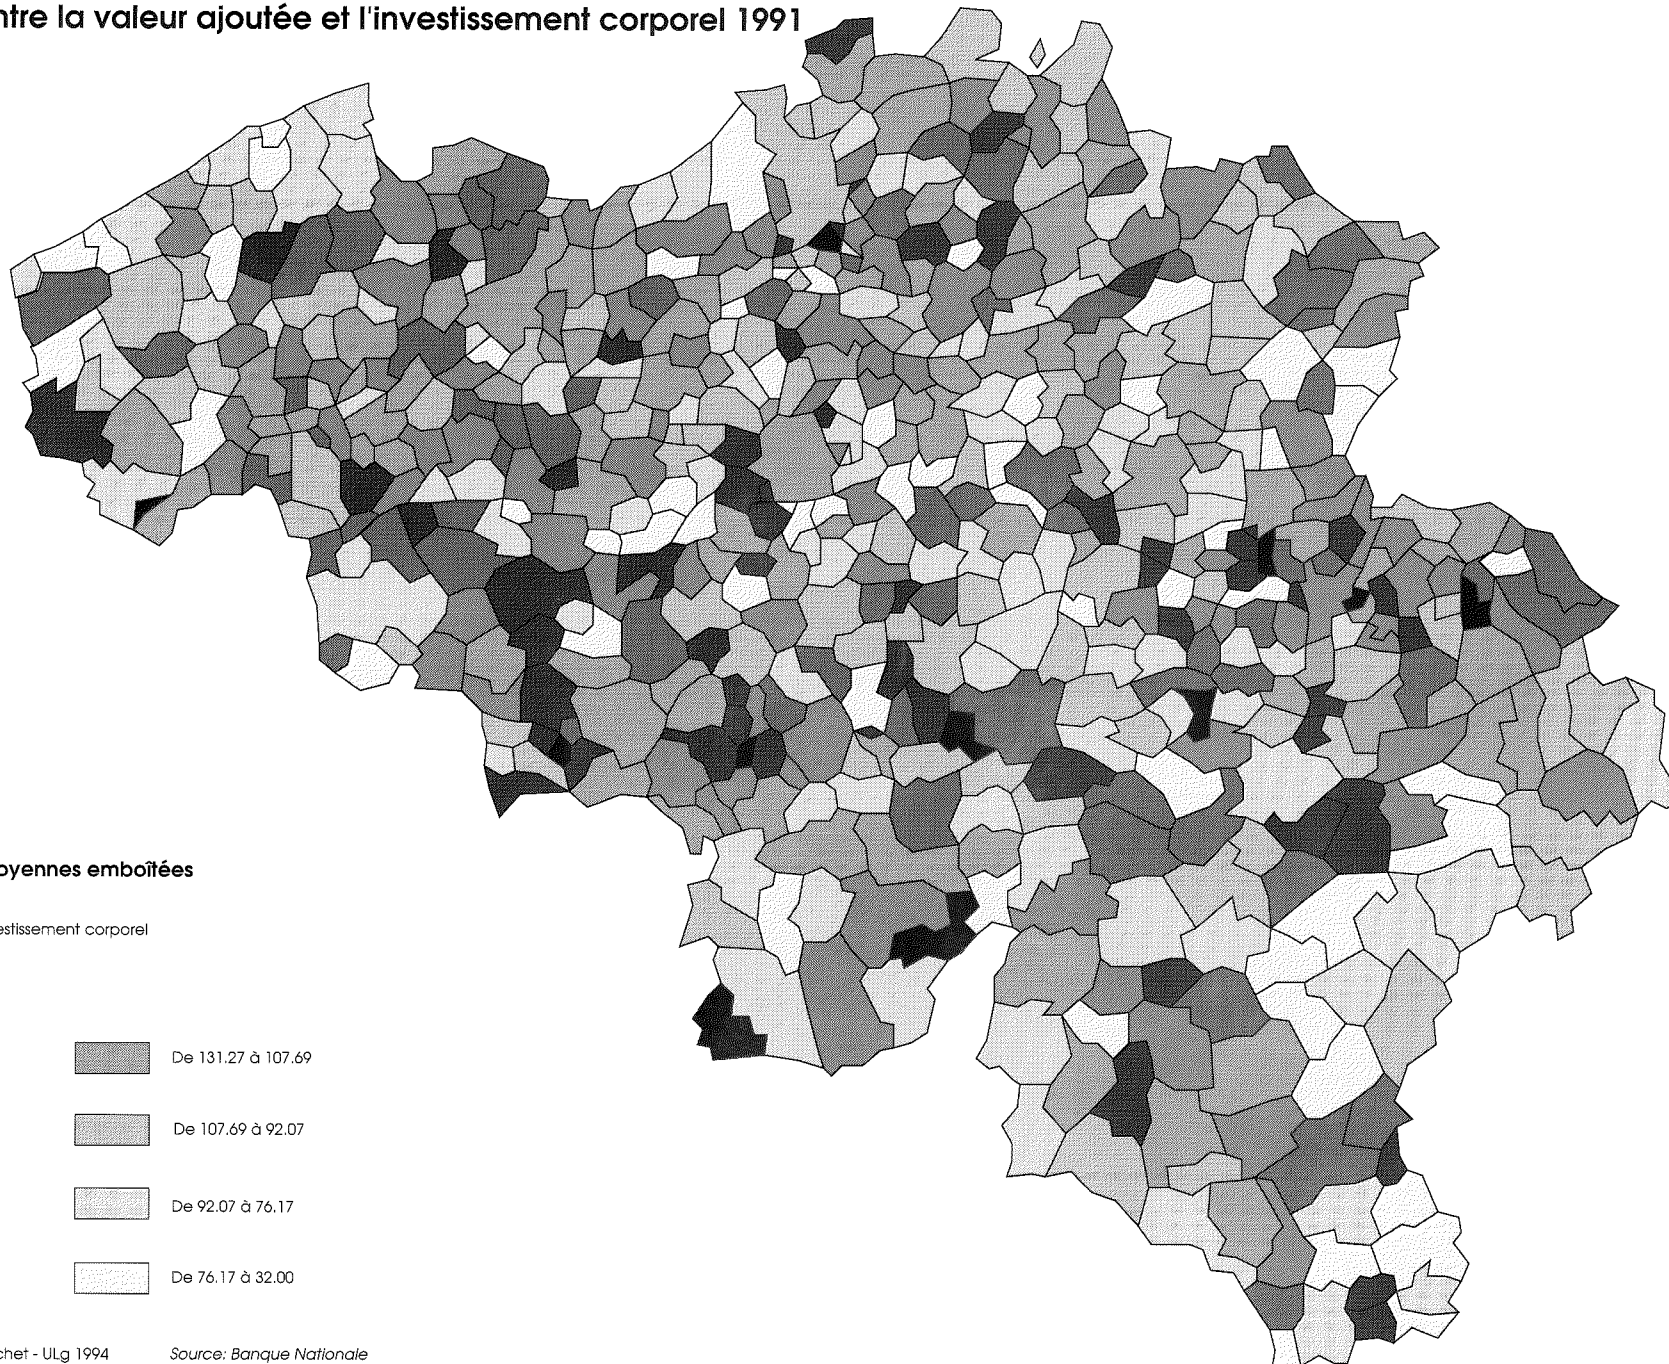 ntre la valeur ajoutée et l'investissement corporel 1991
oyennes emboîtées
estissement corporel
De 131.27 à 107.69
De 107.69 à 92.07
De 92.07 à 76.17
De 76.17 à 32.00
chet - ULg 1994 Source: Banque Nationale